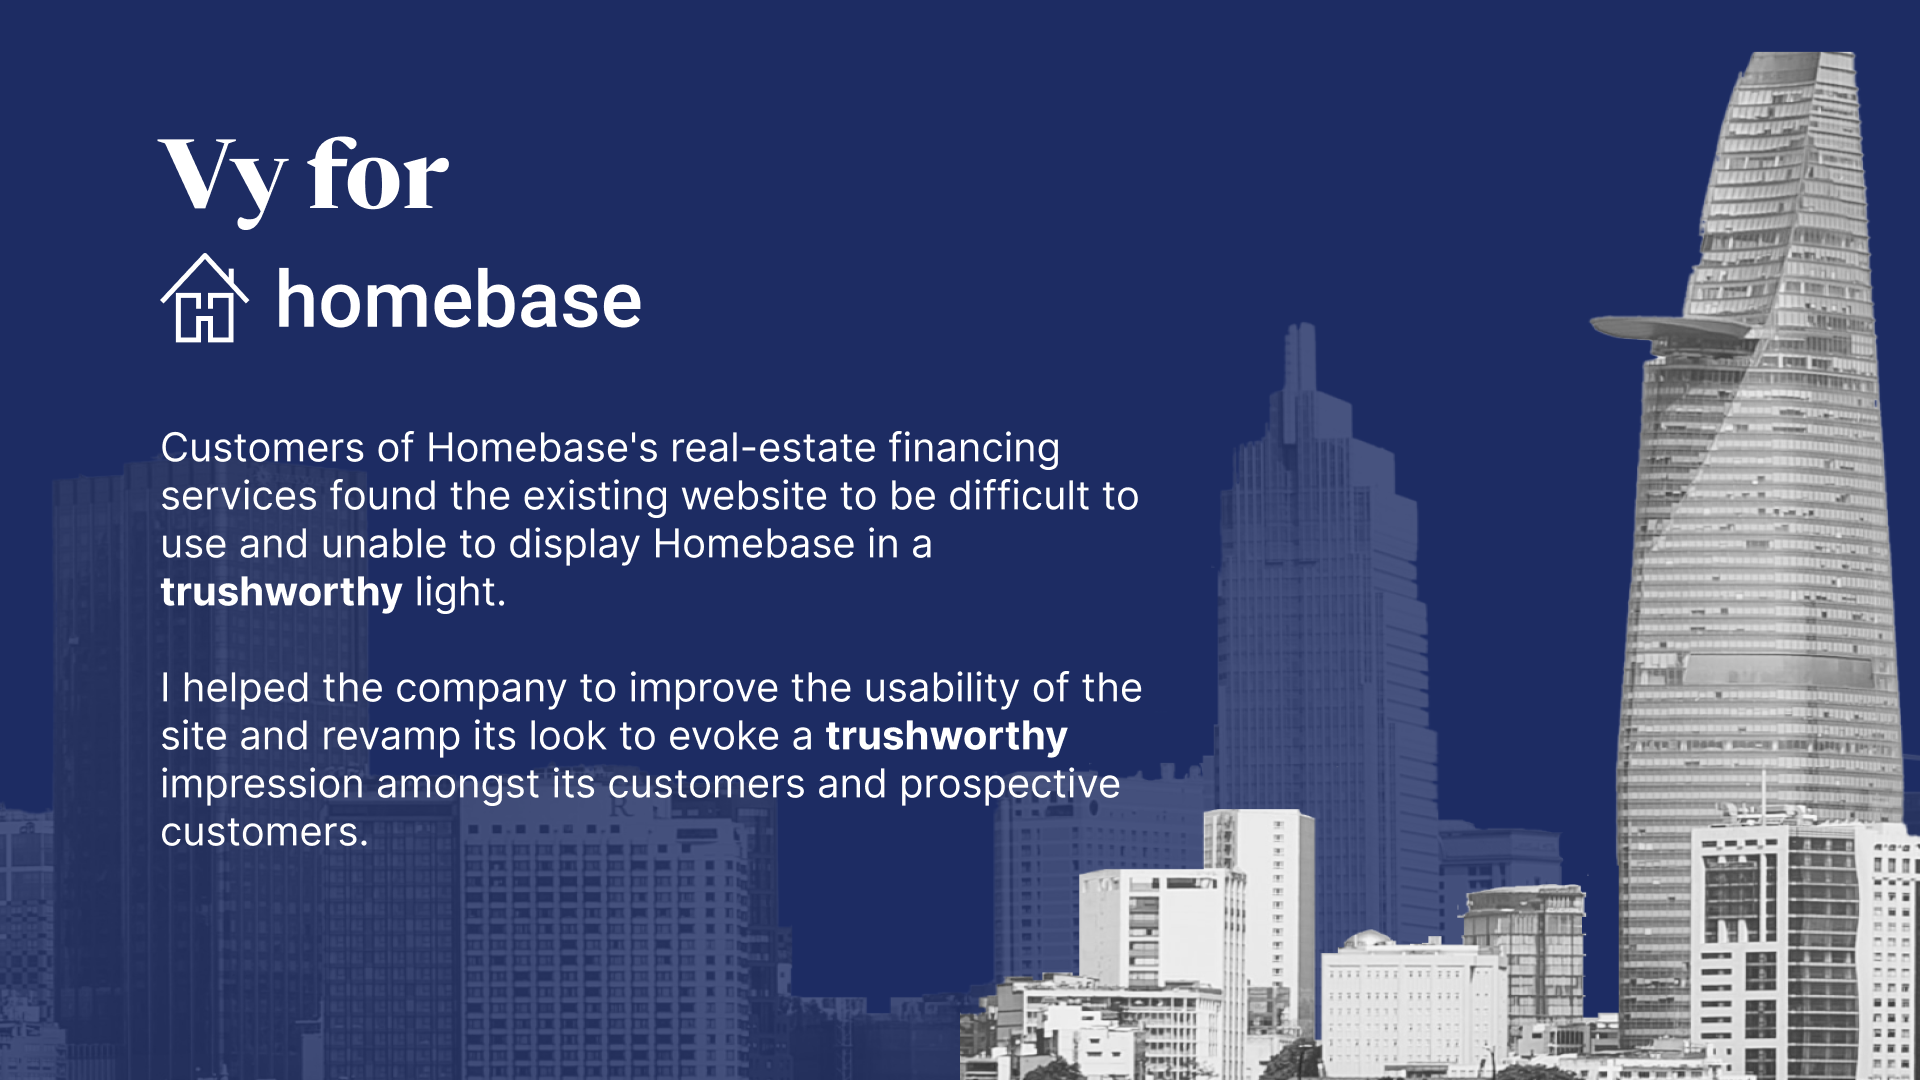 Vy for
homebase
Customers of Homebase's real-estate financing
services found the existing website to be difficult to
use and unable to display Homebase in a
trushworthy light.
I helped the company to improve the usability of the
site and revamp its look to evoke a trushworthy
impression amongst its customers and prospective
customers.
R